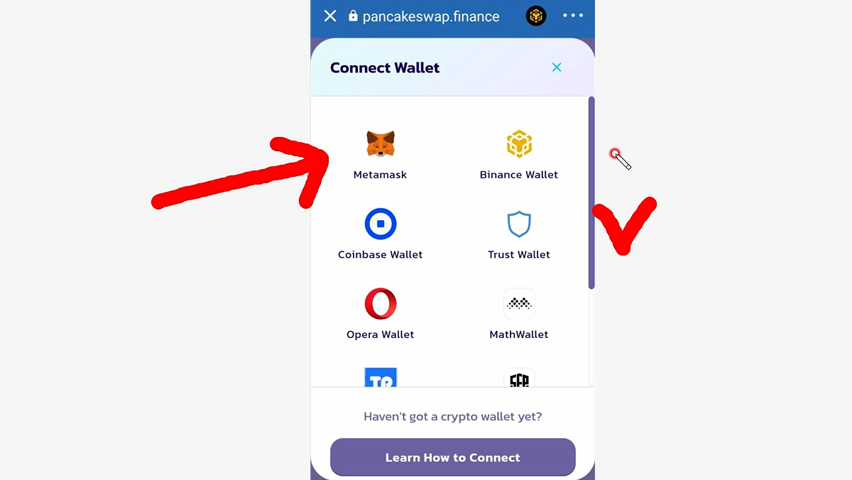 pancakeswap.finance
Connect Wallet
Metamask
Binance Wallet
Coinbase Wallet
Trust Wallet
Opera Wallet
MathWallet
Haven't got a crypto wallet yet?
Learn How to Connect